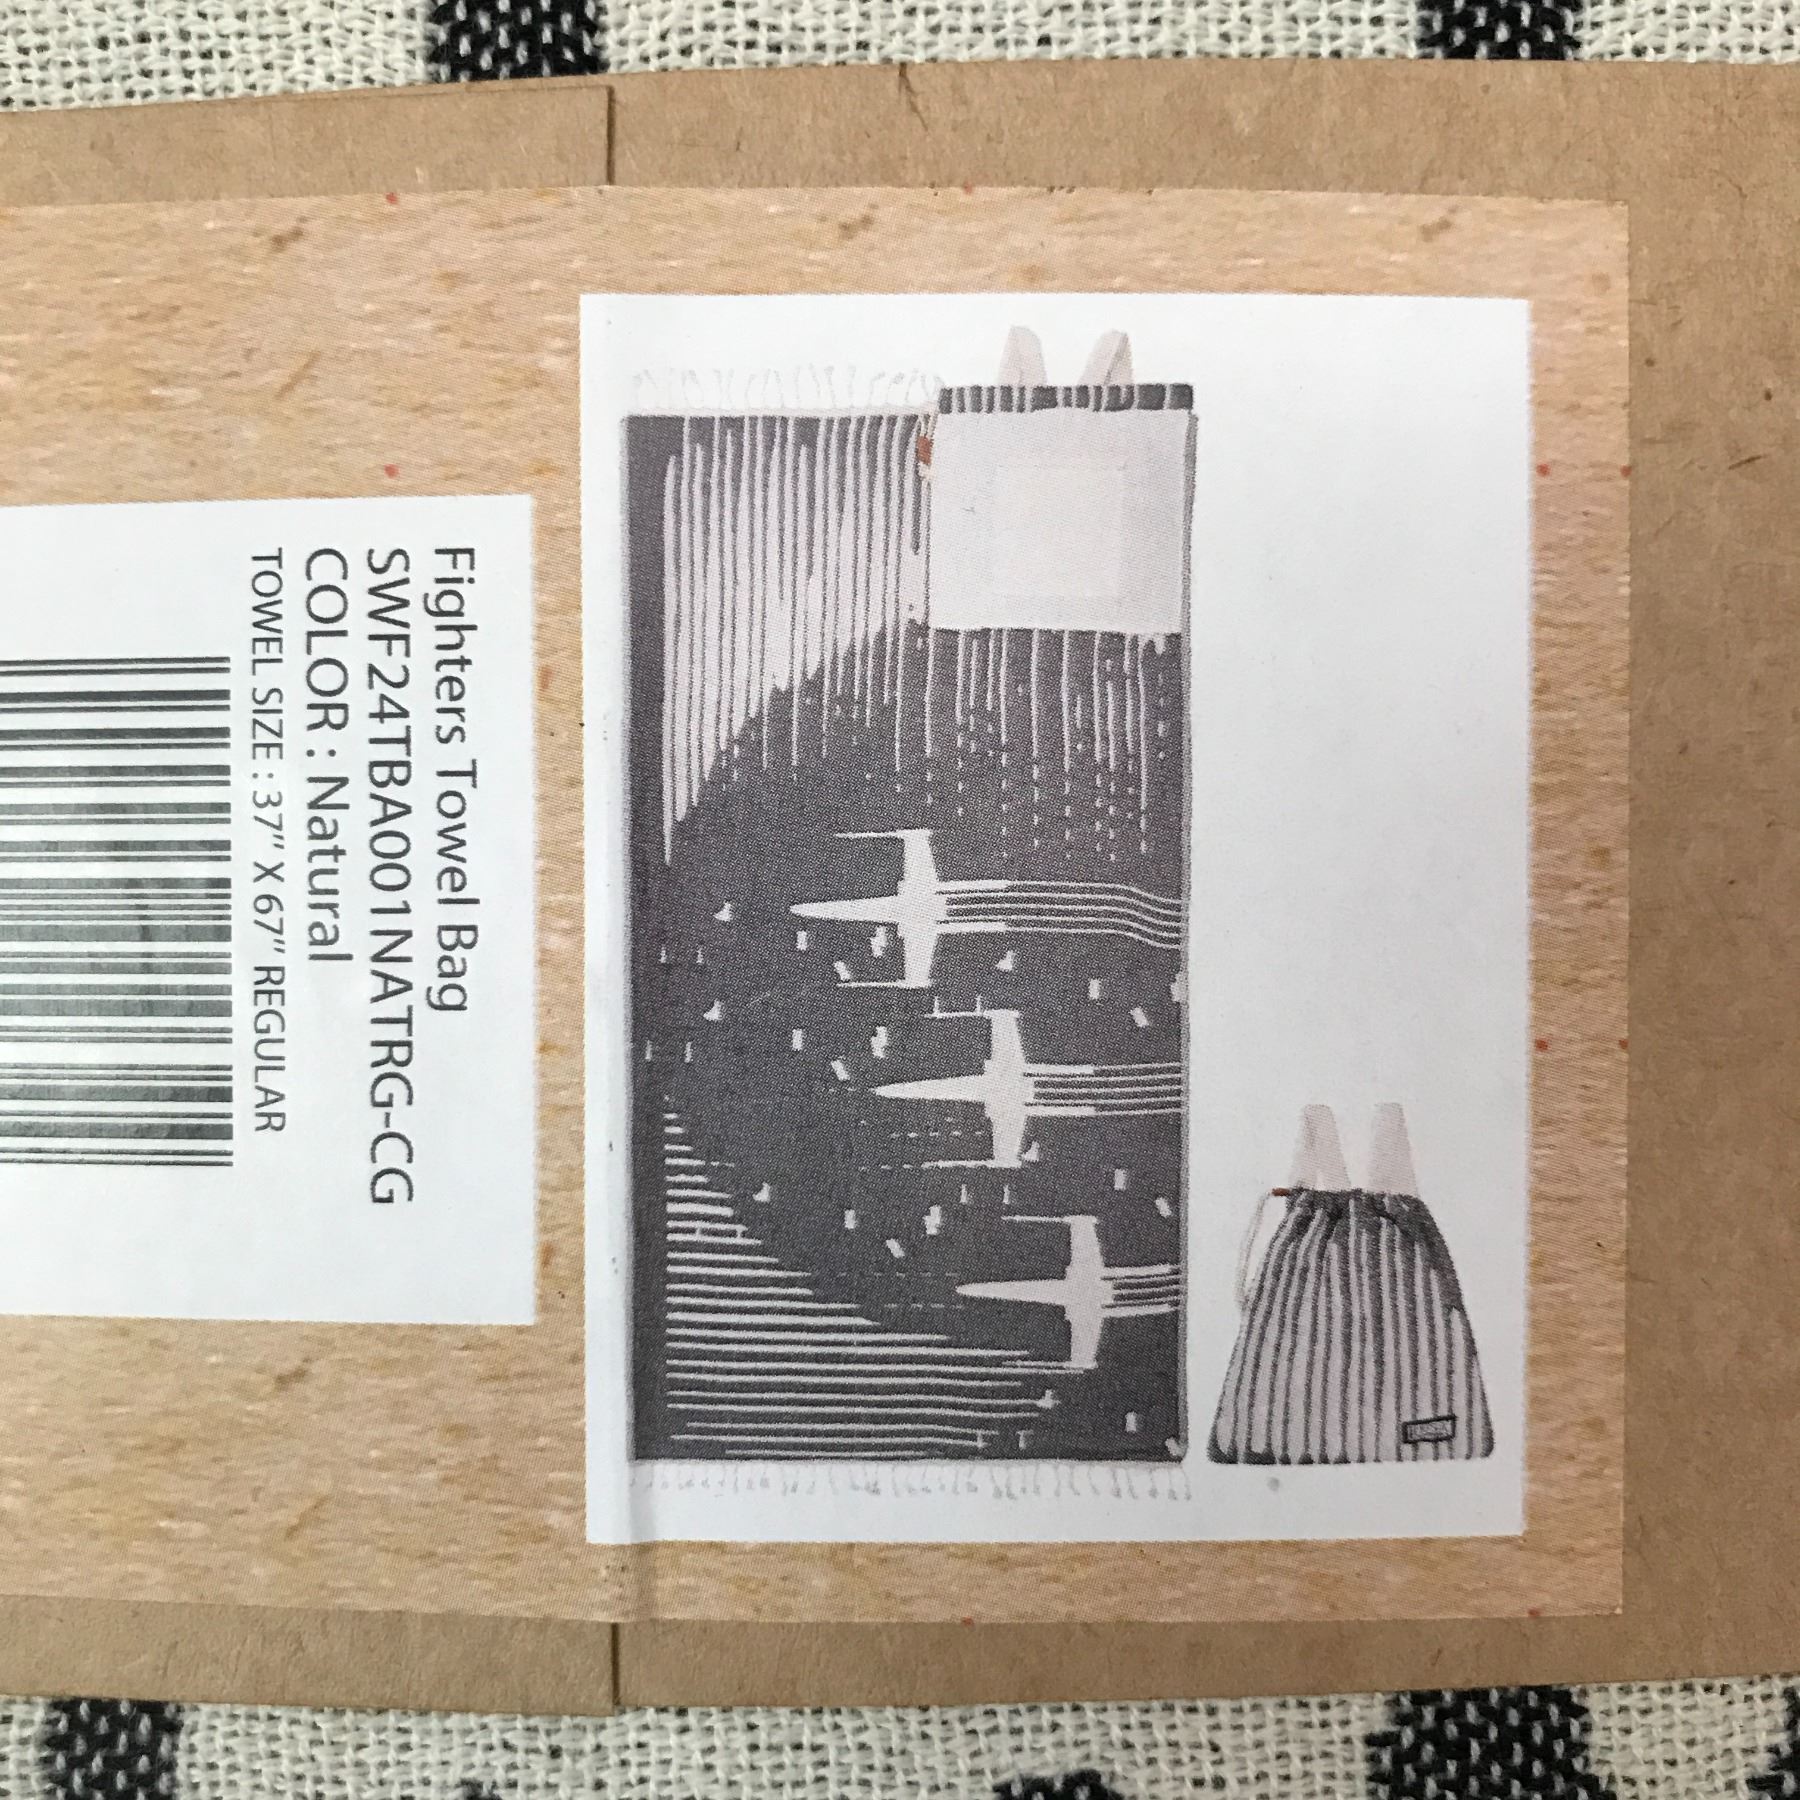 Fighters Towel Bag
SWF24TBA001NATRG-CG
COLOR : Natural
TOWEL SIZE : 37" X 67" REGULAR